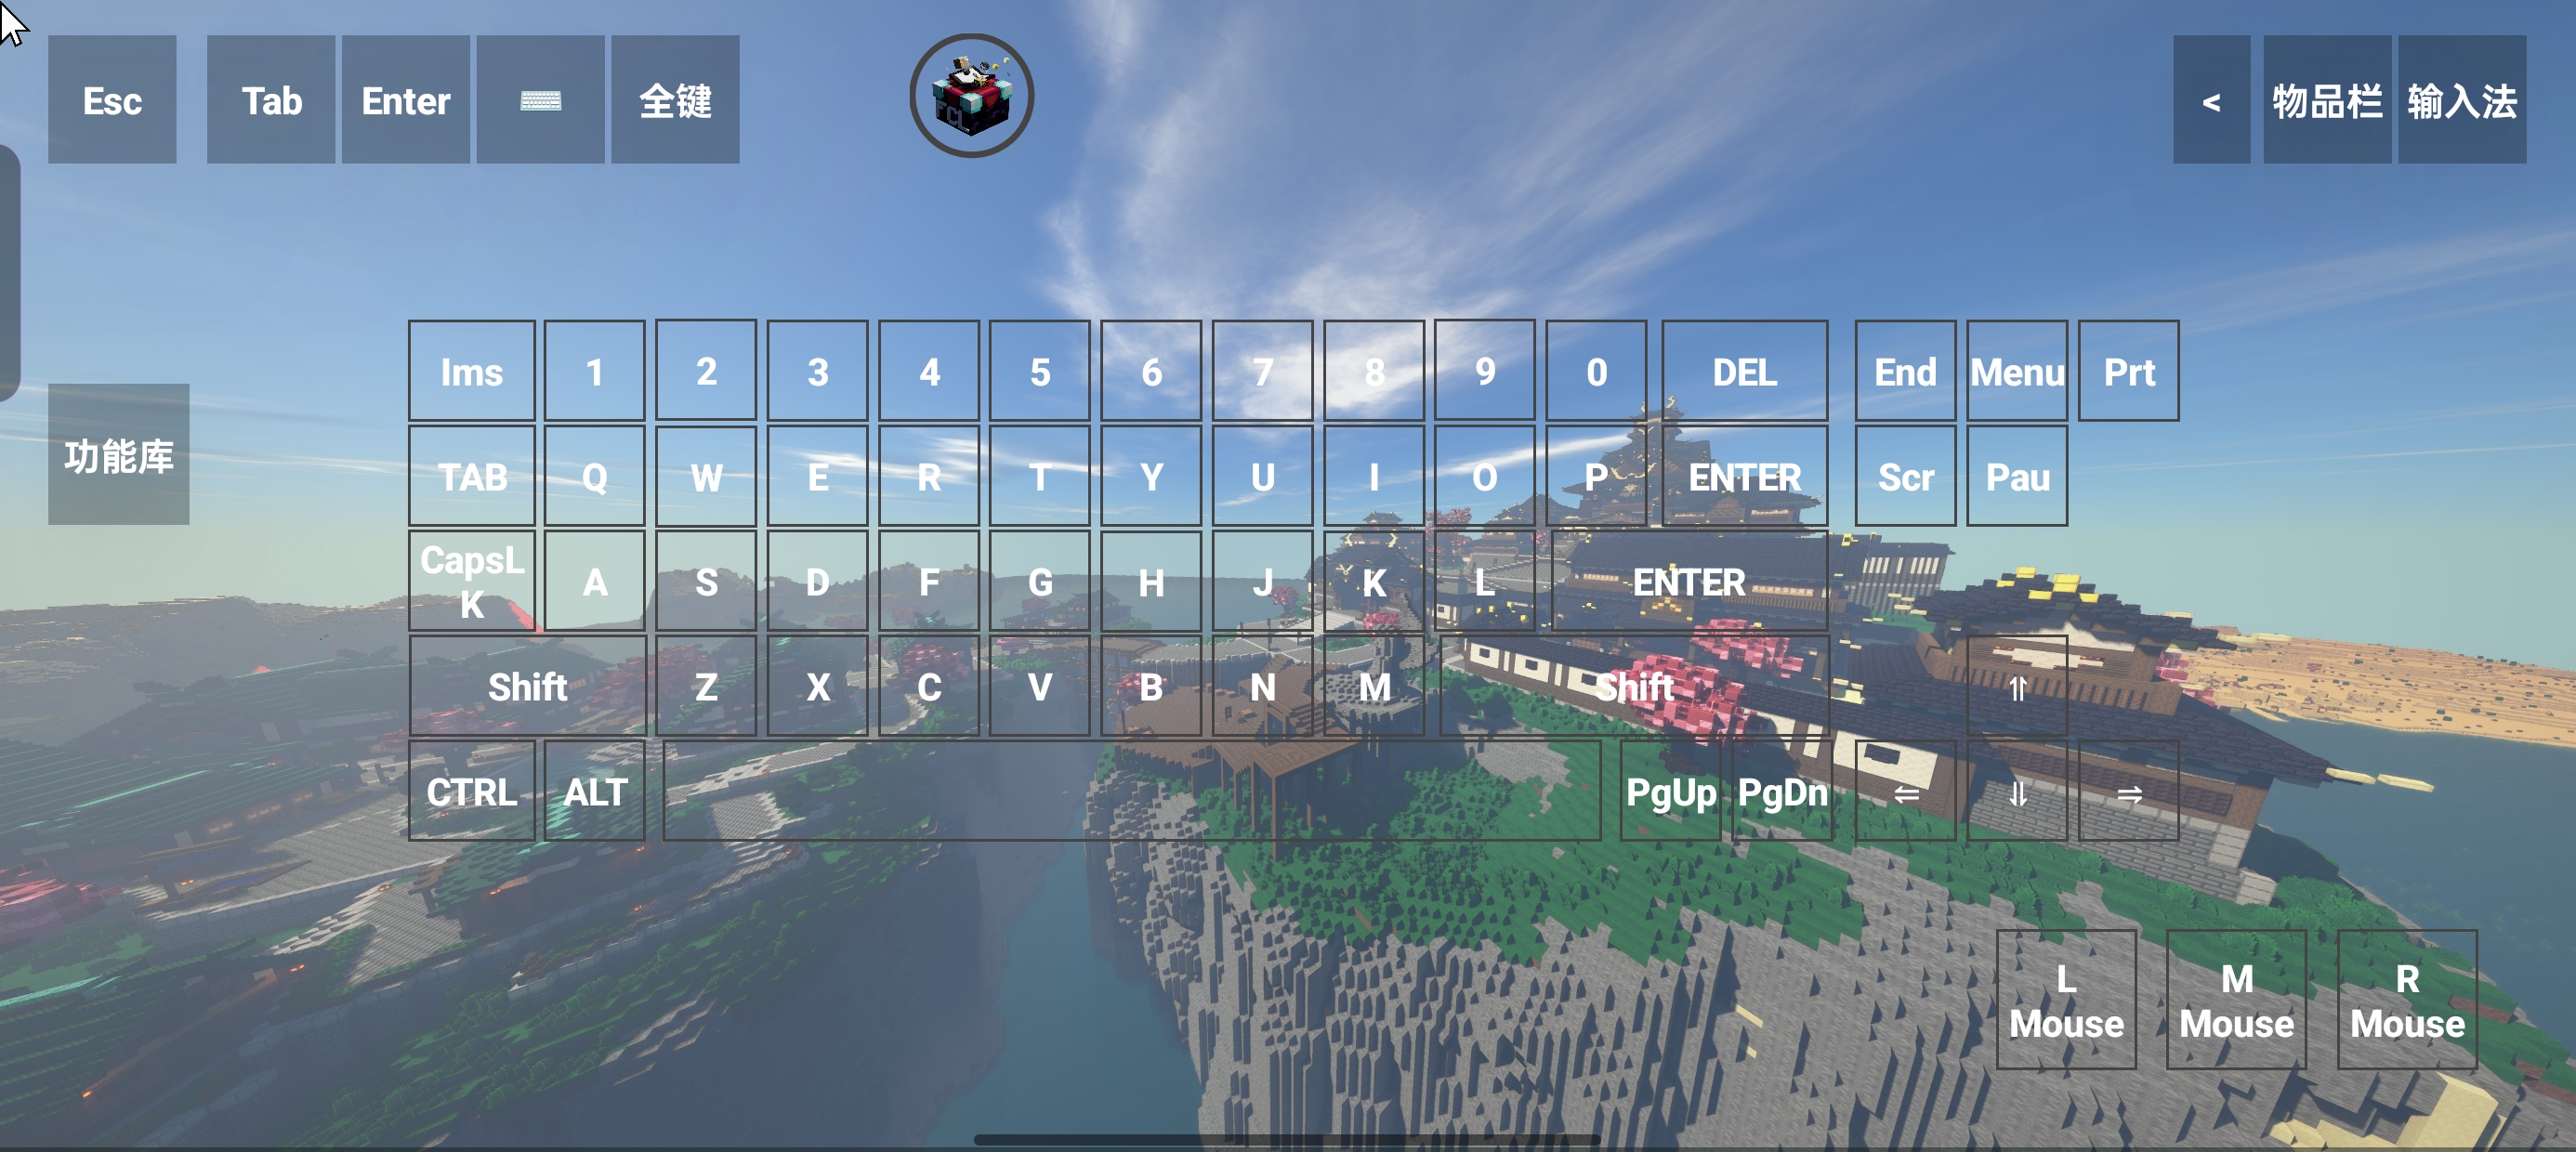 Esc
Tab
Enter
全键
FCL
<
物品栏
输入法
功能库
Ims 1 2 3 4 5 6 7 8 9 0 DEL End Menu Prt
TAB Q W E R T Y U I O P ENTER Scr Pau
CapsL
K
A S D F G H J K L ENTER
Shift Z X C V B N M Shift ⇑
CTRL ALT PgUp PgDn ⇐ ⇓ ⇒
L
Mouse
M
Mouse
R
Mouse